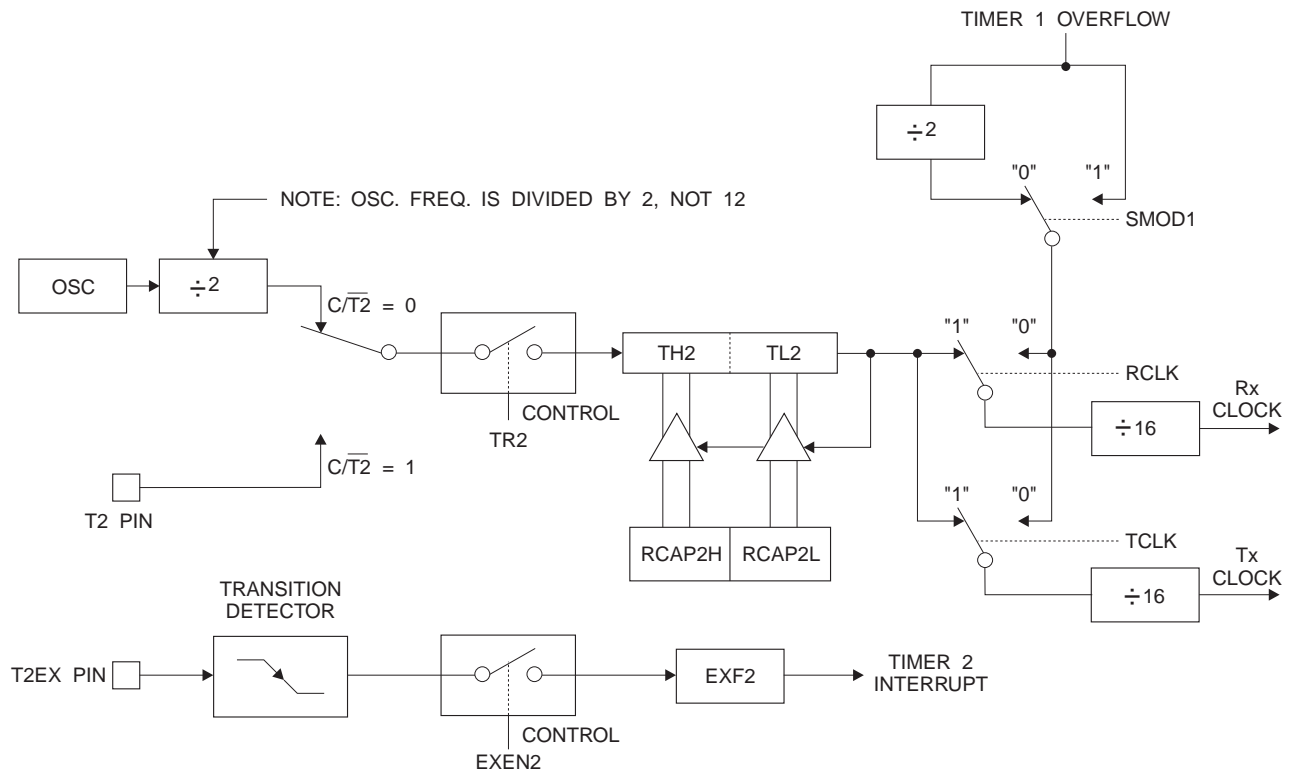 TIMER 1 OVERFLOW
÷2
"0" "1"
NOTE: OSC. FREQ. IS DIVIDED BY 2, NOT 12
SMOD1
OSC
÷2
C/T2̅ = 0
TH2 TL2
"1" "0"
RCLK
Rx
CLOCK
÷16
CONTROL
TR2
C/T2̅ = 1
T2 PIN
"1" "0"
RCAP2H RCAP2L
TCLK
Tx
CLOCK
÷16
TRANSITION
DETECTOR
T2EX PIN
EXF2
TIMER 2
INTERRUPT
CONTROL
EXEN2